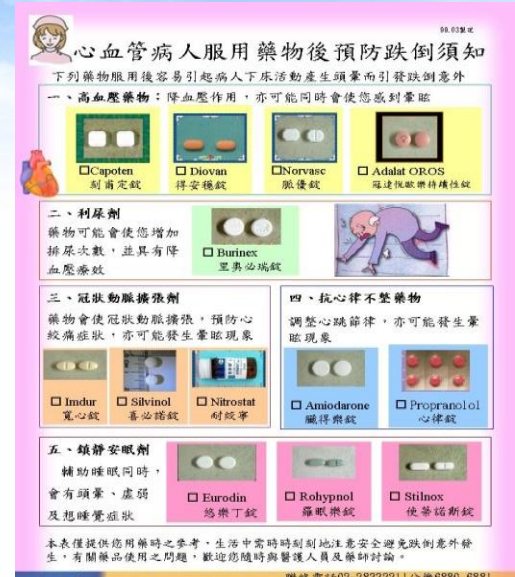 99.03製定
心血管病人服用藥物後預防跌倒須知
下列藥物服用後容易引起病人下床活動產生頭暈而引發跌倒意外
一、高血壓藥物：降血壓作用，亦可能同時會使您感到暈眩
□Capoten
刻甫定錠
□ Diovan
得安穩錠
□Norvasc
脈優錠
□ Adalat OROS
冠達悅歐樂持續性錠
二、利尿劑
藥物可能會使您增加
排尿次數，並具有降
血壓療效
□ Burinex
里奧必瑞錠
三、冠狀動脈擴張劑
藥物會使冠狀動脈擴張，預防心
絞痛症狀，亦可能發生暈眩現象
□ Imdur
寬心錠
□ Silvinol
喜必諾錠
□ Nitrostat
耐絞寧
四、抗心律不整藥物
調整心跳節律，亦可能發生暈
眩現象
□ Amiodarone
臟得樂錠
□ Propranolol
心律錠
五、鎮靜安眠劑
輔助睡眠同時，
會有頭暈、虛弱
及想睡覺症狀
□ Eurodin
悠樂丁錠
□ Rohypnol
羅眠樂錠
□ Stilnox
使蒂諾斯錠
本表僅提供您用藥時之參考，生活中需時時刻刻地注意安全避免跌倒意外發
生，有關藥品使用之問題，歡迎您隨時與醫護人員及藥師討論。